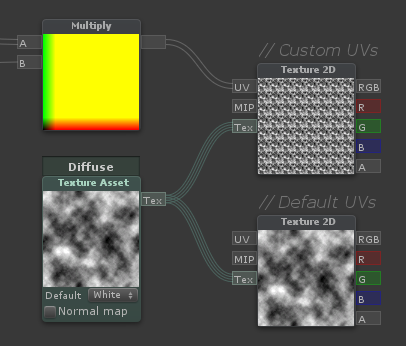 Multiply
A
B
// Custom UVs
Texture 2D
UV
RGB
MIP
R
Tex
G
B
A
Diffuse
Texture Asset
Tex
Default
White
Normal map
// Default UVs
Texture 2D
UV
RGB
MIP
R
Tex
G
B
A